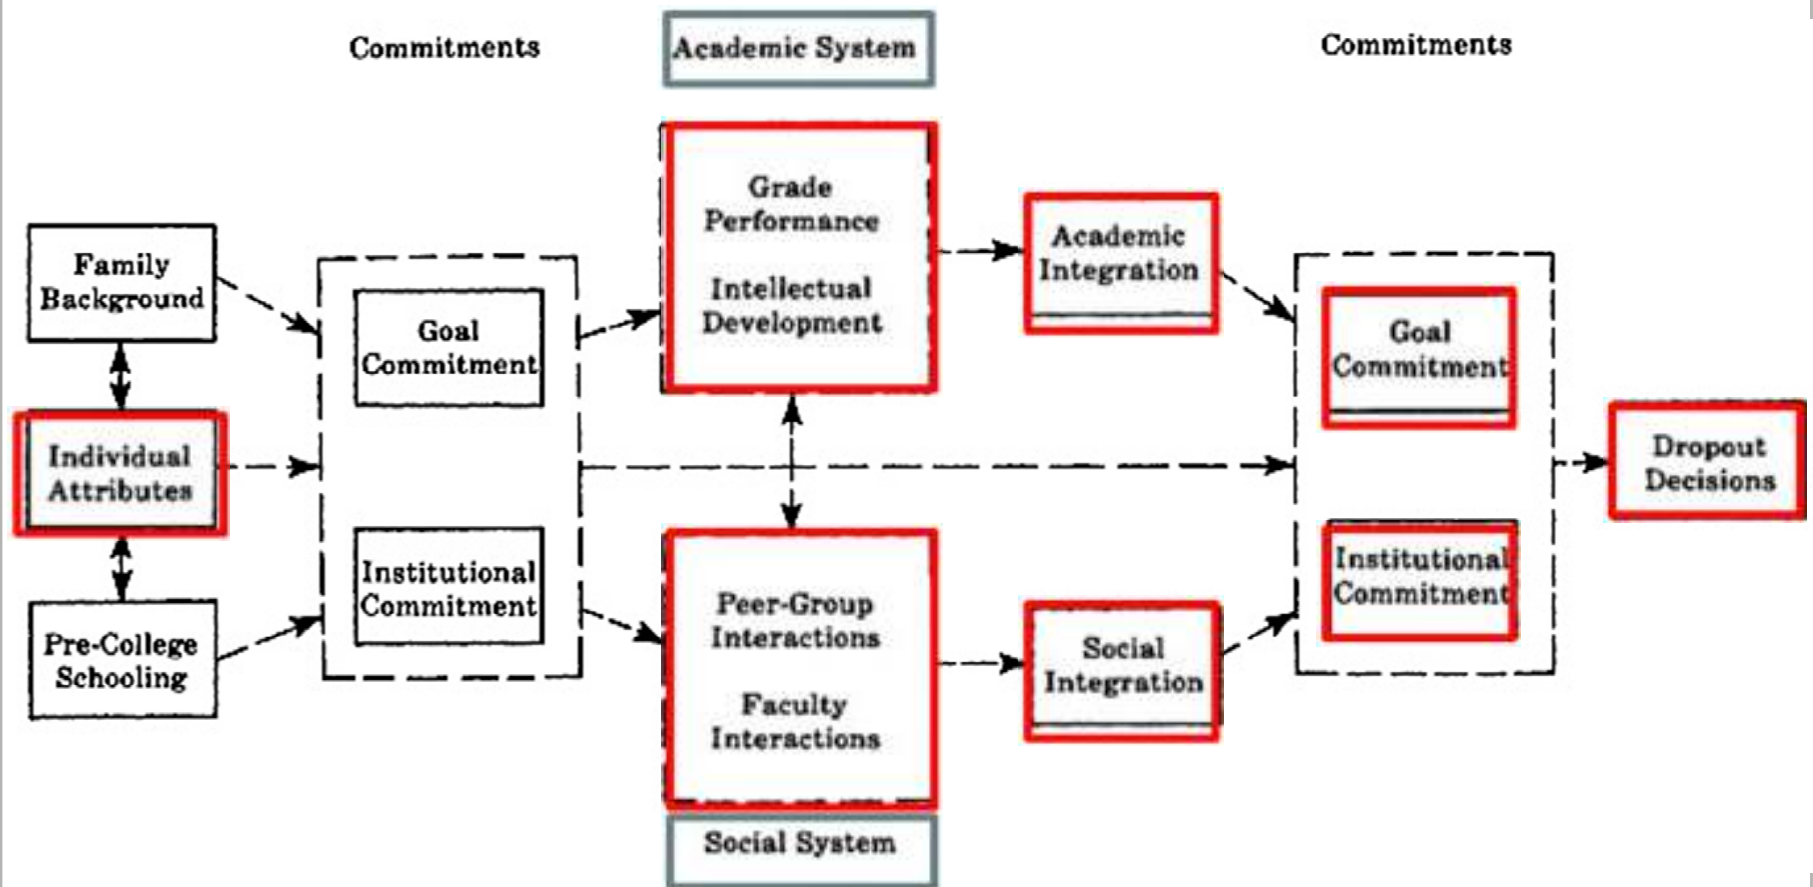 Commitments
Academic System
Commitments
Grade
Performance
Intellectual
Development
Academic
Integration
Family
Background
Goal
Commitment
Goal
Commitment
Individual
Attributes
Dropout
Decisions
Institutional
Commitment
Institutional
Commitment
Peer-Group
Interactions
Faculty
Interactions
Social
Integration
Pre-College
Schooling
Social System